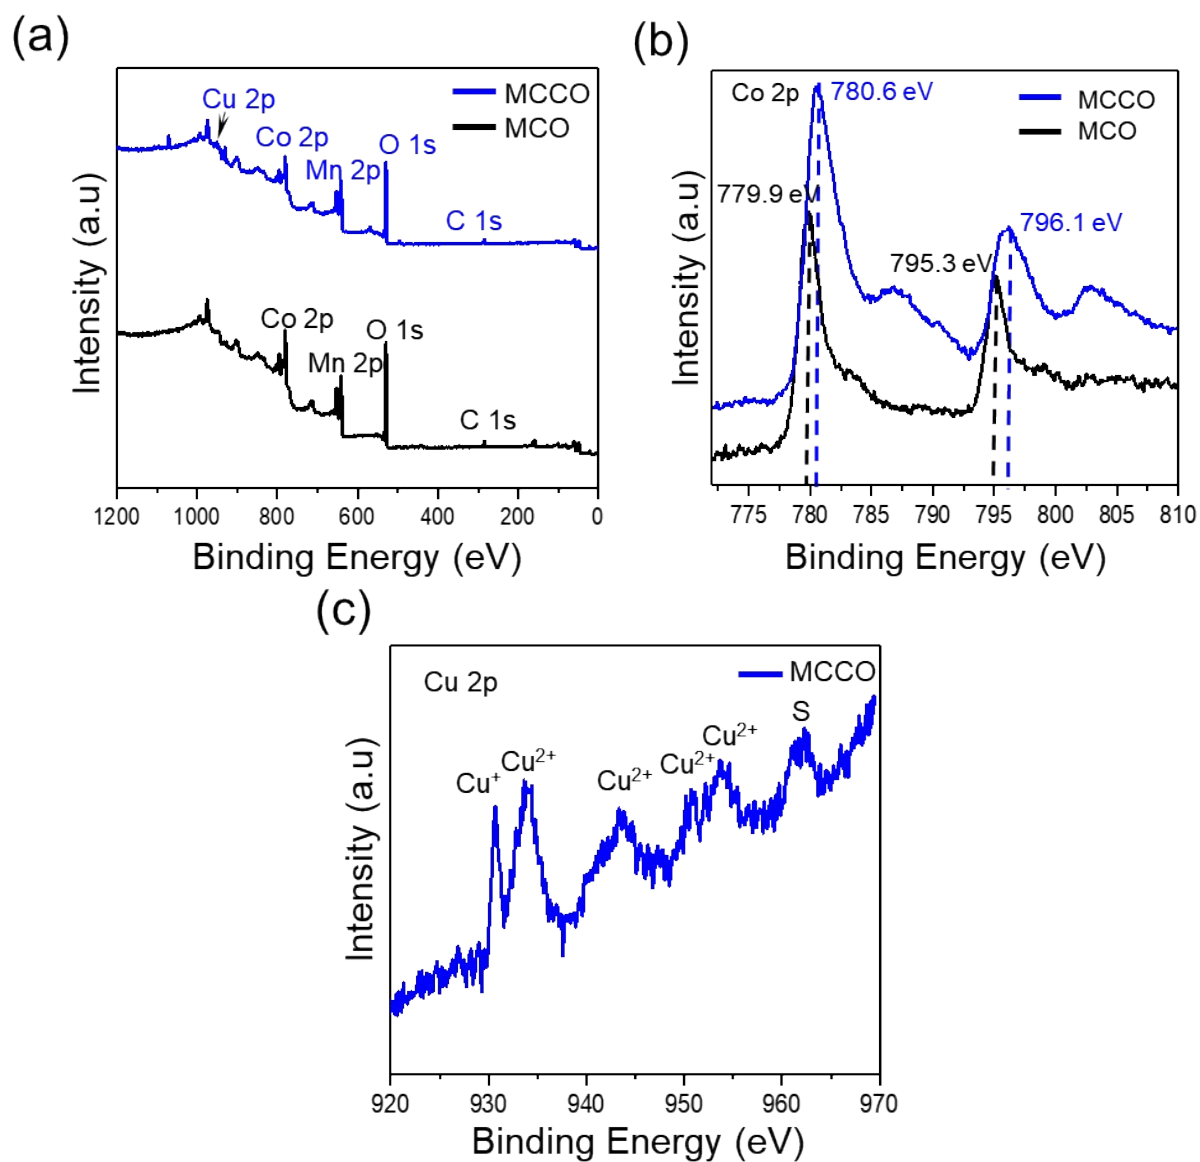 (a)
MCCO
MCO
Cu 2p
Co 2p
Mn 2p
O 1s
C 1s
Co 2p
Mn 2p
O 1s
C 1s
Intensity (a.u)
1200 1000 800 600 400 200 0
Binding Energy (eV)
(b)
Co 2p
780.6 eV
MCCO
MCO
779.9 eV
796.1 eV
795.3 eV
Intensity (a.u)
775 780 785 790 795 800 805 810
Binding Energy (eV)
(c)
Cu 2p
MCCO
Cu⁺
Cu²⁺
Cu²⁺
Cu²⁺
Cu²⁺
S
Intensity (a.u)
920 930 940 950 960 970
Binding Energy (eV)